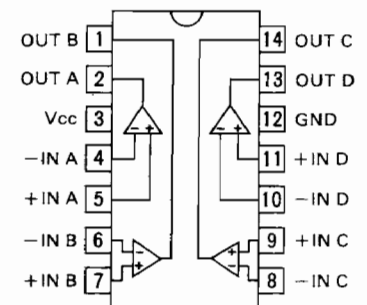 OUT B 1 14 OUT C
OUT A 2 13 OUT D
Vcc 3 12 GND
−IN A 4 11 +IN D
+IN A 5 10 −IN D
−IN B 6 9 +IN C
+IN B 7 8 −IN C